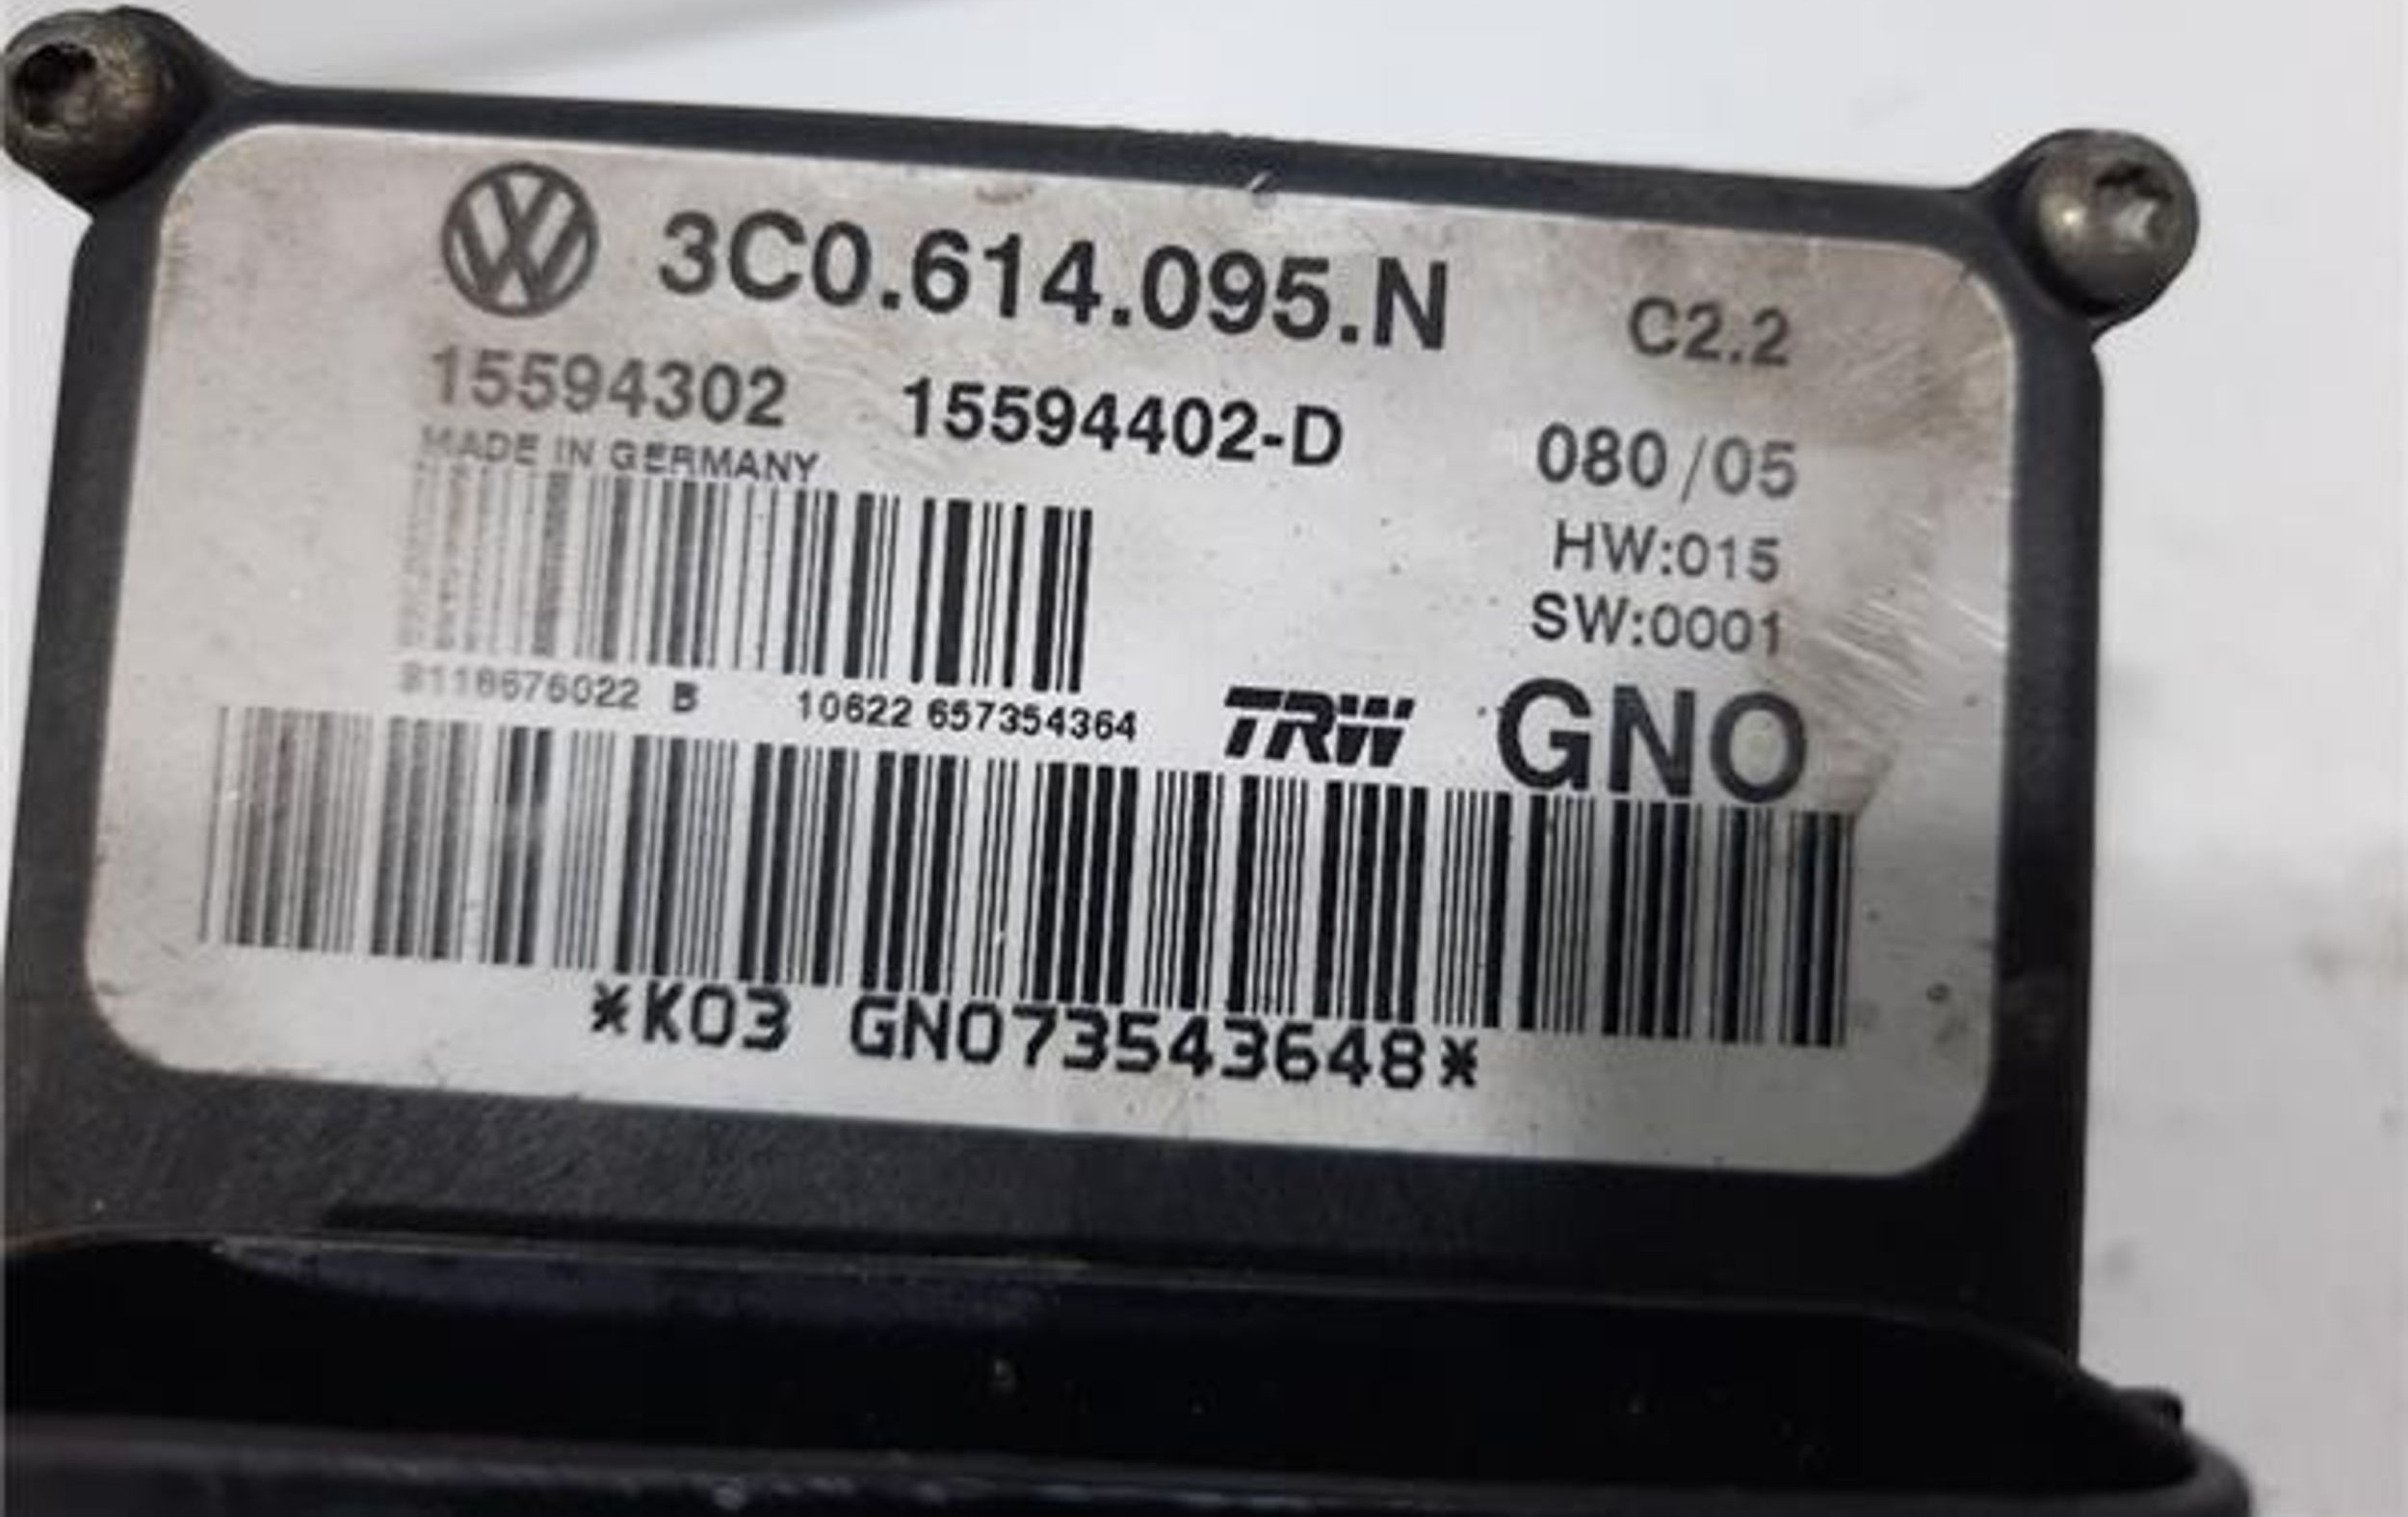 3C0.614.095.N C2.2
15594302 15594402-D 080/05
MADE IN GERMANY
HW:015
SW:0001
B 10622 657354364
TRW GNO
*K03 GNO73543648*